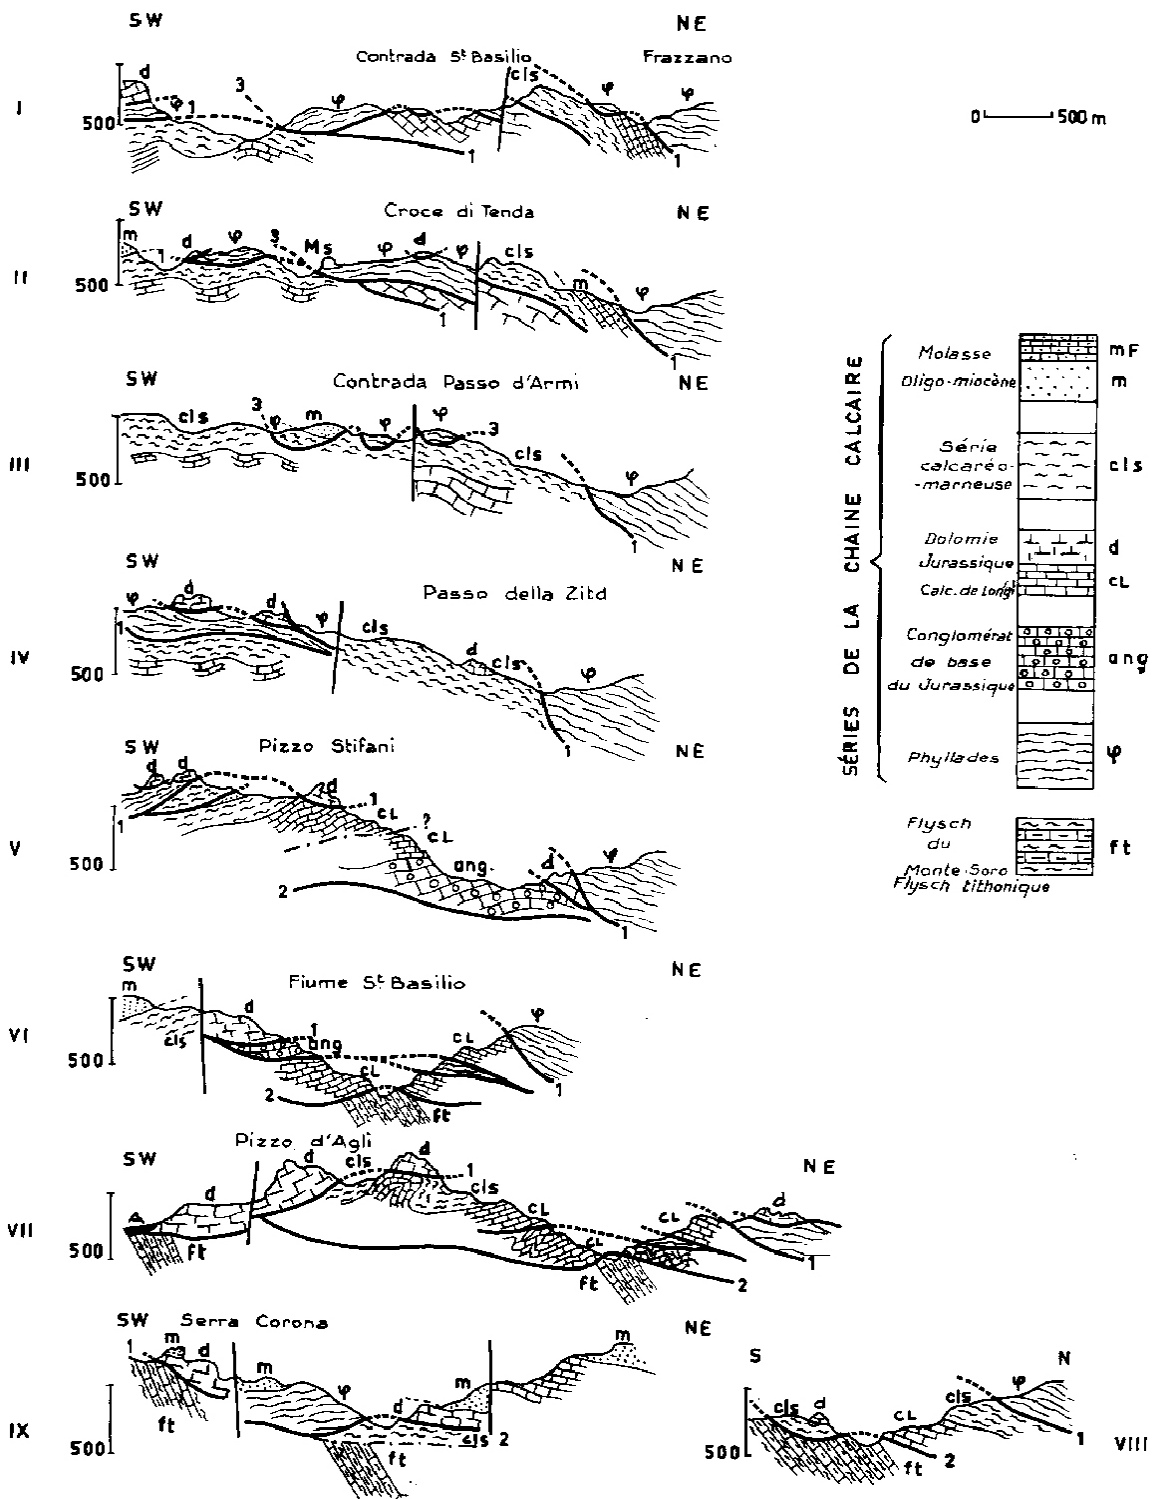 SW NE
Contrada St Basilio Frazzano
I d φ 1 3 φ cls φ φ
500 1 1
0 500 m
SW Croce di Tenda NE
II m 1 d φ 3 Ms φ d φ cls m φ
500 1 1
SW Contrada Passo d'Armi NE
III cls 3 φ m φ φ 3 cls φ
500 1
SW Passo della Zita NE
IV φ d d φ cls d cls φ
1
500 1
SW Pizzo Stifani NE
V d d d 1 cL ? cL ang d φ
1
500
2 1
SW Fiume St Basilio NE
VI m d cls 1 ang cL cL φ
500 2 ft 1
SW Pizzo d'Agli NE
VII A d d cls d 1 cls cL cL cL d
500 ft ft 2 1
SW Serra Corona NE
IX 1 m d m φ d m m
ft cls 2
500 ft
S N
VIII cls d cL cls φ
500 ft 2 1
SÉRIES DE LA CHAINE CALCAIRE
Molasse mF
Oligo-miocène m
Série
calcaréo-
-marneuse cls
Dolomie d
Jurassique
Calc. de Longi cL
Conglomérat
de base ang
du Jurassique
Phyllades φ
Flysch
du ft
Monte-Soro
Flysch tithonique